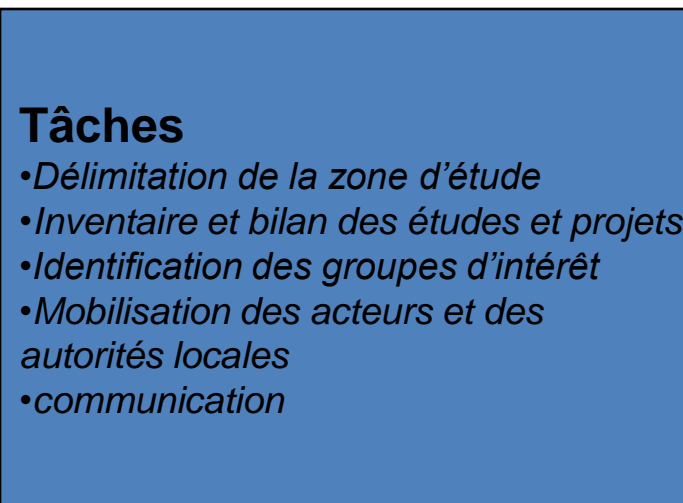 Tâches
•Délimitation de la zone d’étude
•Inventaire et bilan des études et projets
•Identification des groupes d’intérêt
•Mobilisation des acteurs et des
autorités locales
•communication